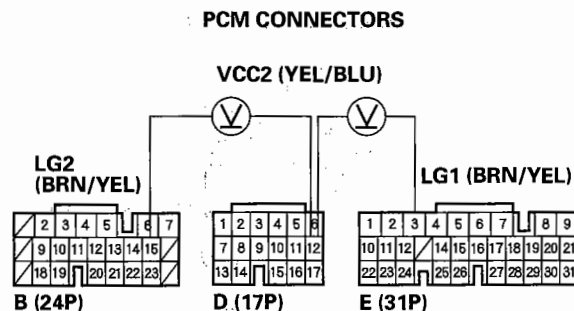 PCM CONNECTORS
VCC2 (YEL/BLU)
V V
LG2
(BRN/YEL)
LG1 (BRN/YEL)
2 3 4 5 6 7
9 10 11 12 13 14 15
18 19 20 21 22 23
B (24P)
1 2 3 4 5 6
7 8 9 10 11 12
13 14 15 16 17
D (17P)
1 2 3 4 5 6 7 8 9
10 11 12 14 15 16 17 18 19 20 21
22 23 24 25 26 27 28 29 30 31
E (31P)